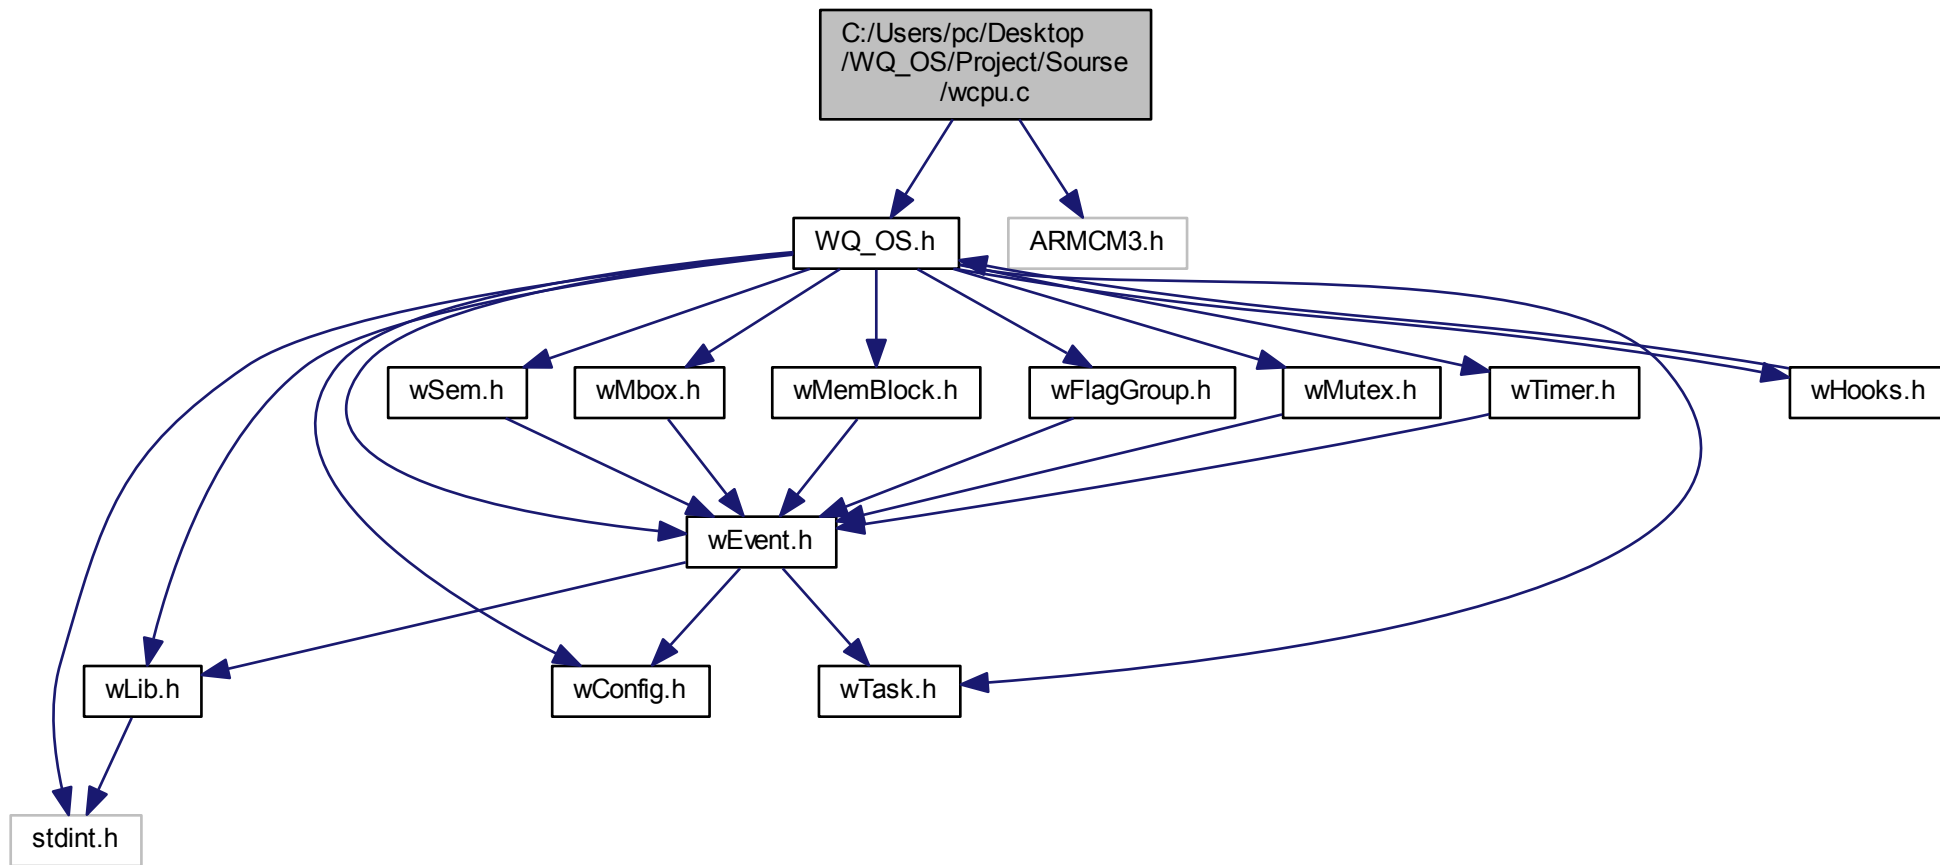 C:/Users/pc/Desktop
/WQ_OS/Project/Sourse
/wcpu.c
WQ_OS.h
ARMCM3.h
wSem.h
wMbox.h
wMemBlock.h
wFlagGroup.h
wMutex.h
wTimer.h
wHooks.h
wEvent.h
wLib.h
wConfig.h
wTask.h
stdint.h